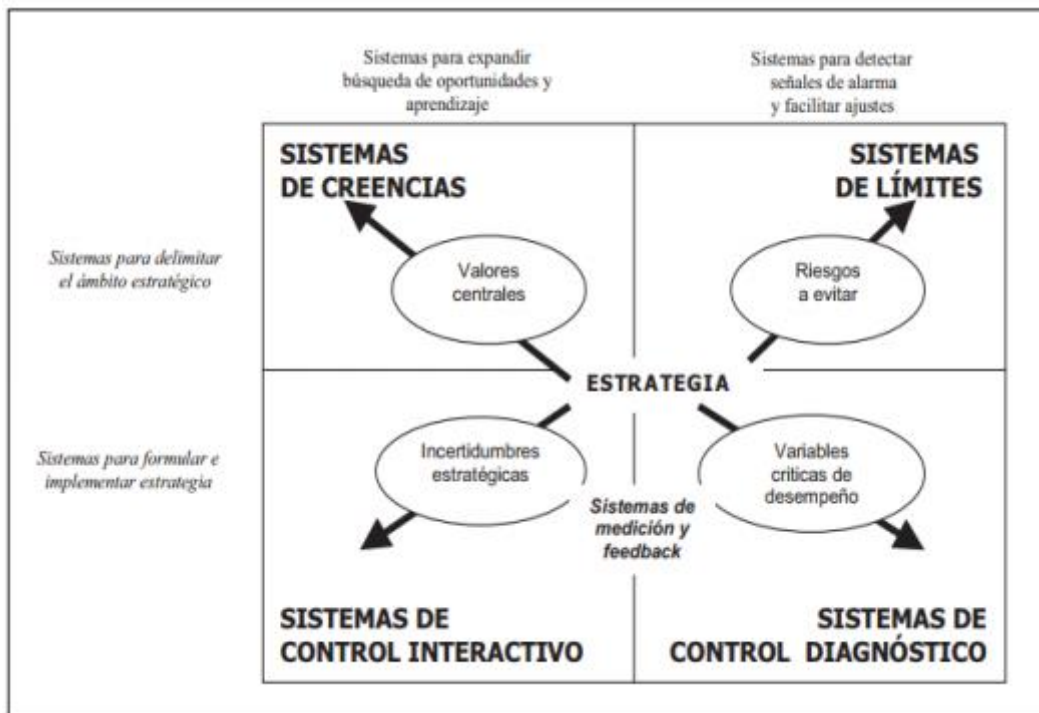 Sistemas para expandir
búsqueda de oportunidades y
aprendizaje
Sistemas para detectar
señales de alarma
y facilitar ajustes
SISTEMAS
DE CREENCIAS
SISTEMAS
DE LÍMITES
Sistemas para delimitar
el ámbito estratégico
Valores
centrales
Riesgos
a evitar
ESTRATEGIA
Sistemas para formular e
implementar estrategia
Incertidumbres
estratégicas
Variables
criticas de
desempeño
Sistemas de
medición y
feedback
SISTEMAS DE
CONTROL INTERACTIVO
SISTEMAS DE
CONTROL DIAGNÓSTICO